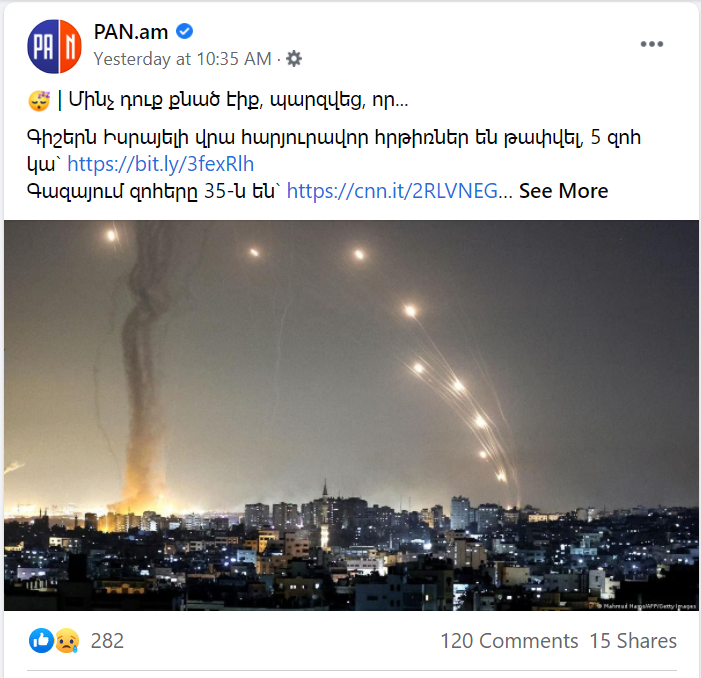 PAN
PAN.am
Yesterday at 10:35 AM ·
| Մինչ դուք քնած էիք, պարզվեց, որ...
Գիշերն Իսրայելի վրա հարյուրավոր հրթիռներ են թափվել, 5 զոհ
կա` https://bit.ly/3fexRlh
Գազայում զոհերը 35-ն են` https://cnn.it/2RLVNEG... See More
© Mahmud Hams/AFP/Getty Images
282
120 Comments 15 Shares